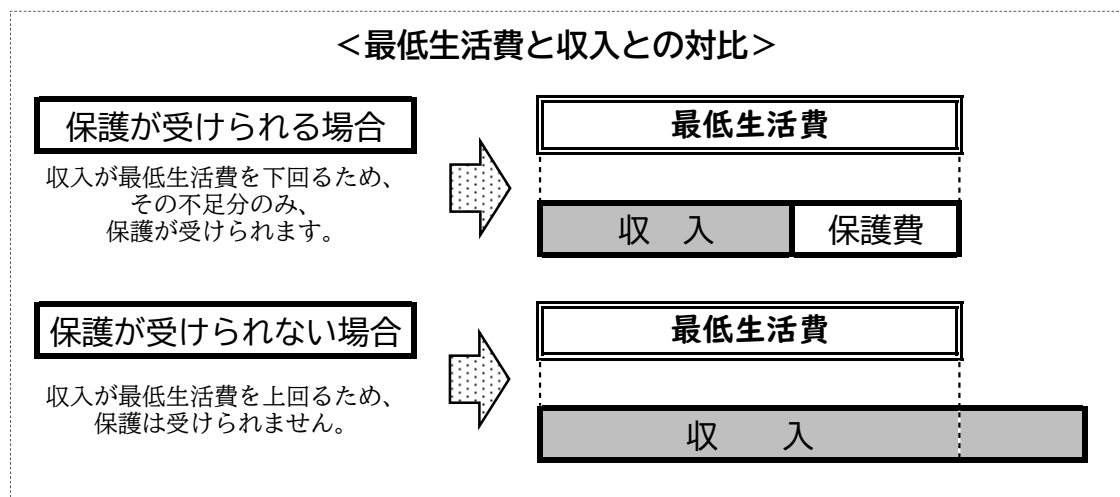 ＜最低生活費と収入との対比＞
保護が受けられる場合
収入が最低生活費を下回るため、
その不足分のみ、
保護が受けられます。
最低生活費
収　入
保護費
保護が受けられない場合
収入が最低生活費を上回るため、
保護は受けられません。
最低生活費
収　　入